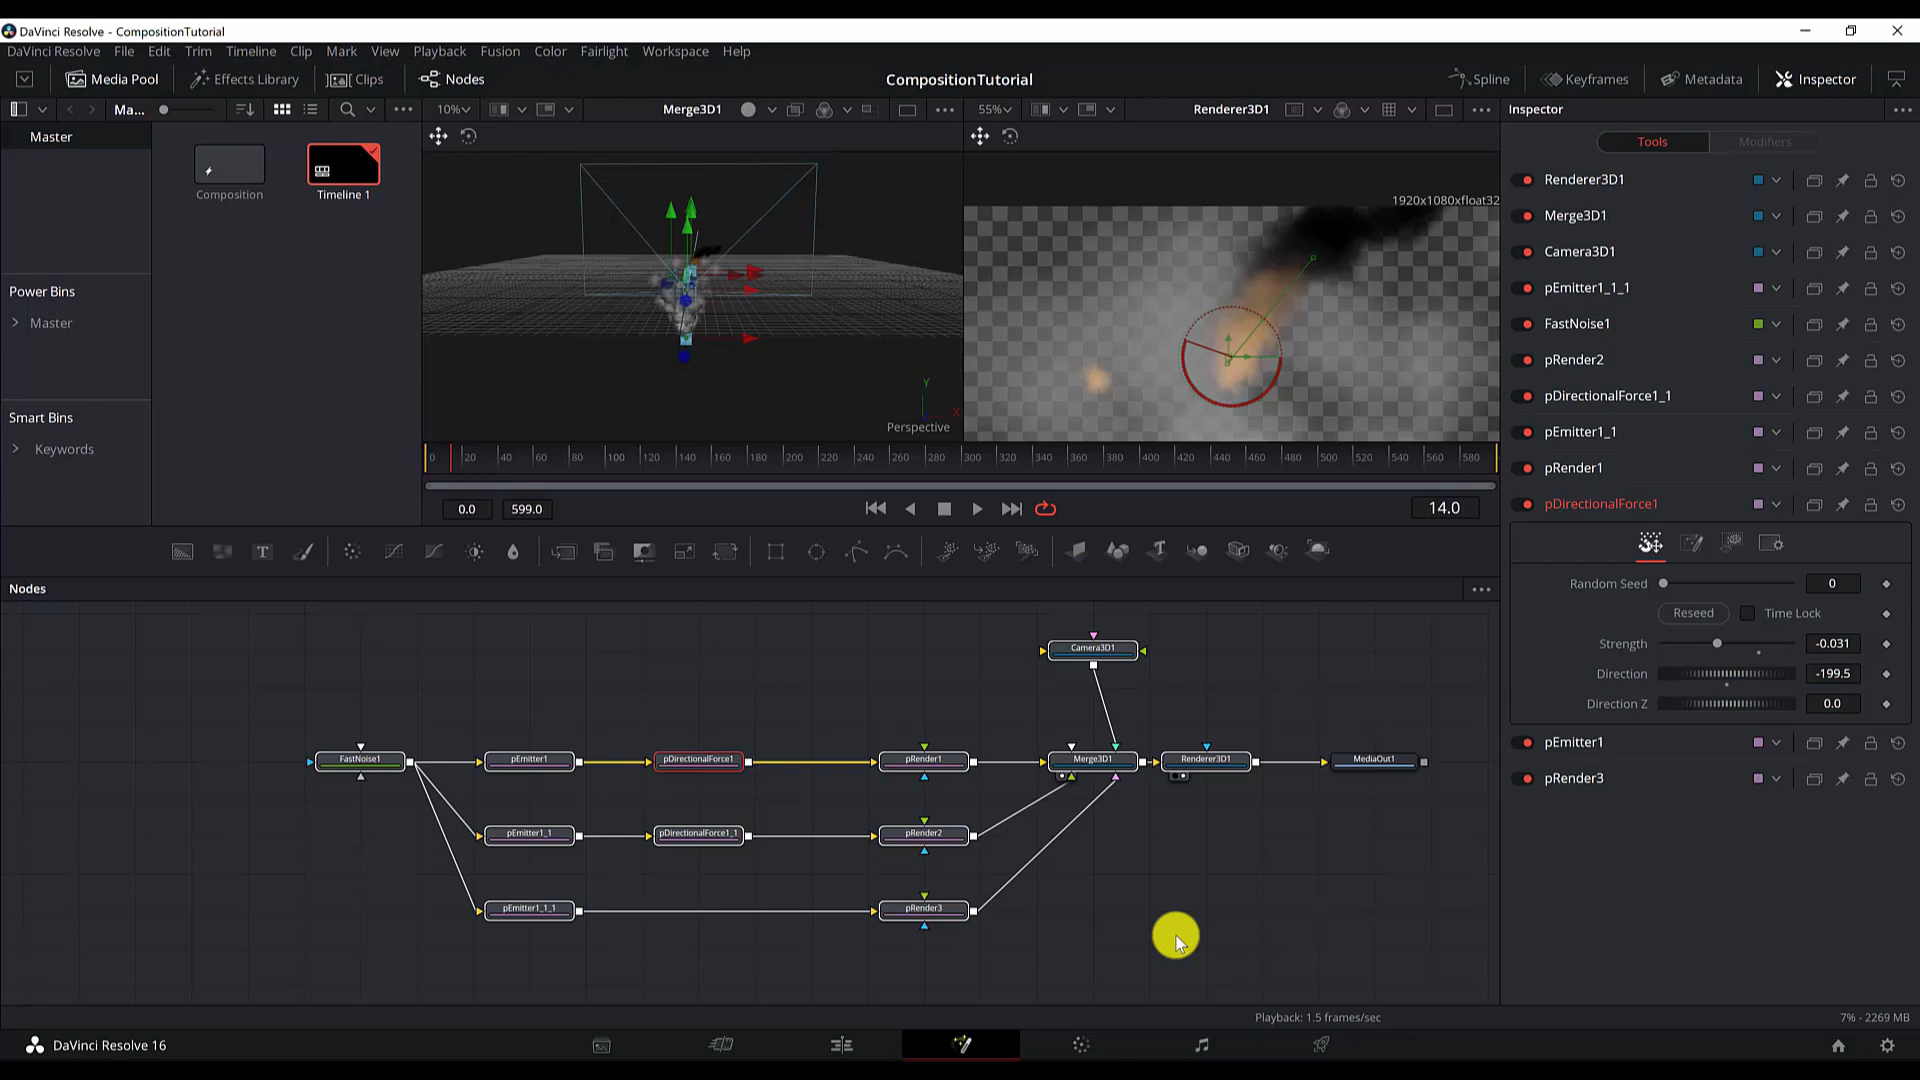 DaVinci Resolve - CompositionTutorial
DaVinci Resolve File Edit Trim Timeline Clip Mark View Playback Fusion Color Fairlight Workspace Help
Media Pool Effects Library Clips Nodes CompositionTutorial Spline Keyframes Metadata Inspector
Ma... 10% Merge3D1 55% Renderer3D1 Inspector
Master
Tools Modifiers
Composition Timeline 1
Power Bins
Master
Smart Bins
Keywords
1920x1080xfloat32
Y
X
Perspective
0 20 40 60 80 100 120 140 160 180 200 220 240 260 280 300 320 340 360 380 400 420 440 460 480 500 520 540 560 580
0.0 599.0 14.0
T
Nodes
Camera3D1
FastNoise1 pEmitter1 pDirectionalForce1 pRender1 Merge3D1 Renderer3D1 MediaOut1
pEmitter1_1 pDirectionalForce1_1 pRender2
pEmitter1_1_1 pRender3
Renderer3D1
Merge3D1
Camera3D1
pEmitter1_1_1
FastNoise1
pRender2
pDirectionalForce1_1
pEmitter1_1
pRender1
pDirectionalForce1
Random Seed 0
Reseed Time Lock
Strength -0.031
Direction -199.5
Direction Z 0.0
pEmitter1
pRender3
Playback: 1.5 frames/sec 7% - 2269 MB
DaVinci Resolve 16